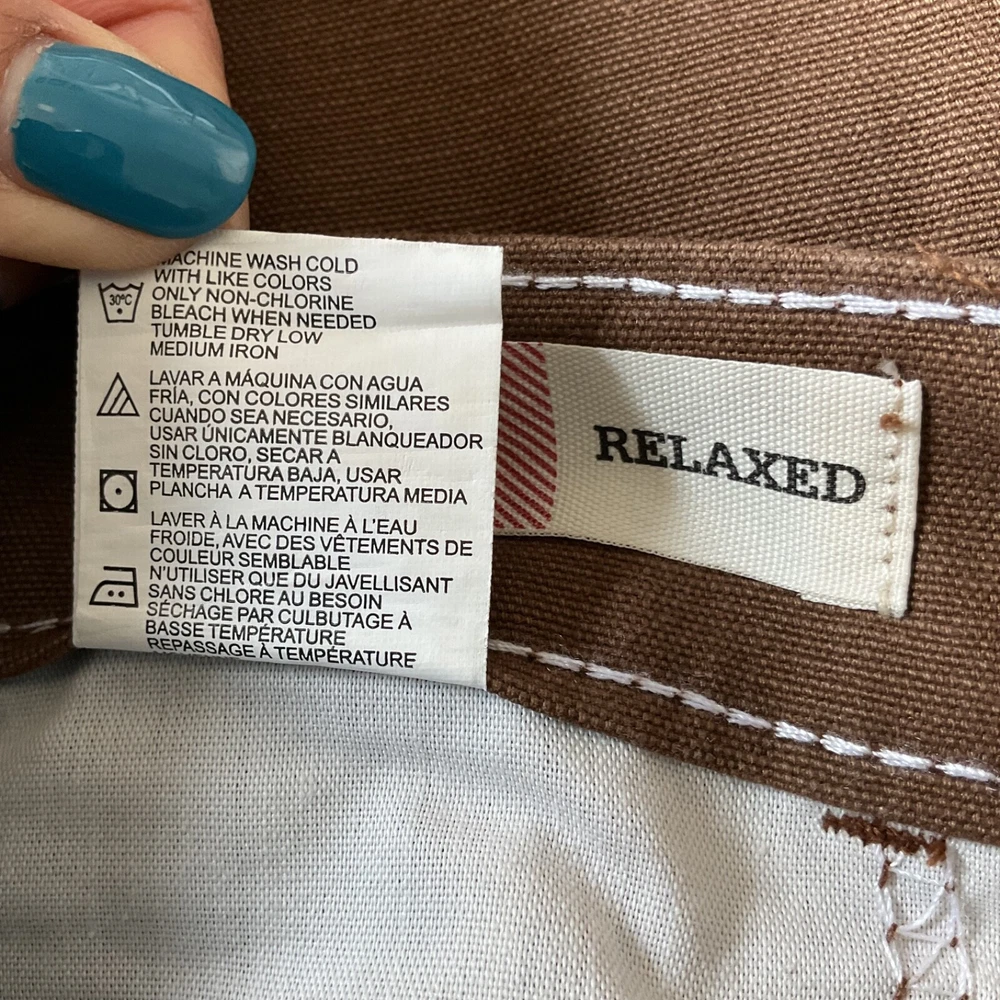 MACHINE WASH COLD
WITH LIKE COLORS
ONLY NON-CHLORINE
BLEACH WHEN NEEDED
TUMBLE DRY LOW
MEDIUM IRON
30°C
LAVAR A MÁQUINA CON AGUA
FRÍA, CON COLORES SIMILARES
CUANDO SEA NECESARIO,
USAR ÚNICAMENTE BLANQUEADOR
SIN CLORO, SECAR A
TEMPERATURA BAJA, USAR
PLANCHA A TEMPERATURA MEDIA
LAVER À LA MACHINE À L'EAU
FROIDE, AVEC DES VÊTEMENTS DE
COULEUR SEMBLABLE
N'UTILISER QUE DU JAVELLISANT
SANS CHLORE AU BESOIN
SÉCHAGE PAR CULBUTAGE À
BASSE TEMPÉRATURE
REPASSAGE À TEMPÉRATURE
RELAXED